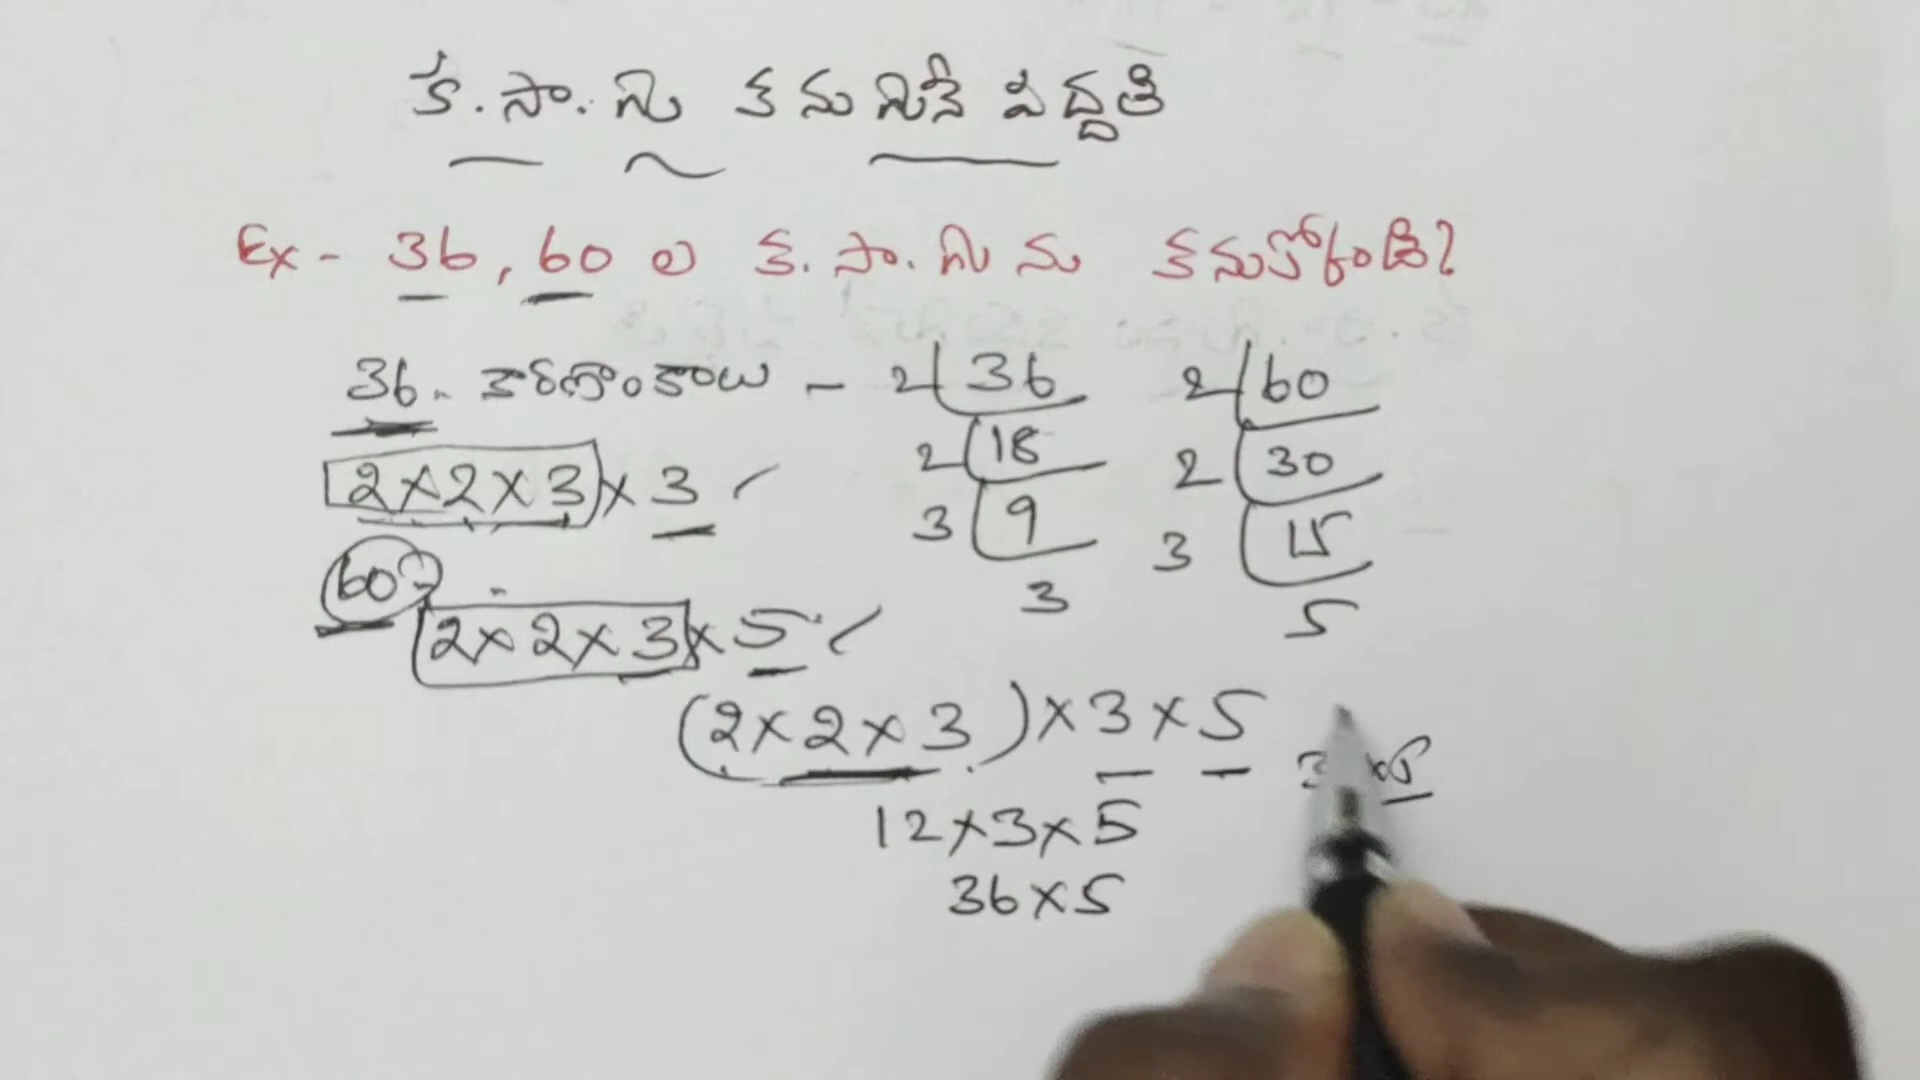 క.సా.గు కనుగొనే పద్ధతి
Ex - 36, 60 ల క.సా.గు ను కనుకోండి?
36 - కారణాంకాలు - 2 36 2 60
2 18 2 30
2×2×3×3 3 9 3 15
60 - 3 5
2×2×3×5
(2×2×3)×3×5
×5
12×3×5
36×5